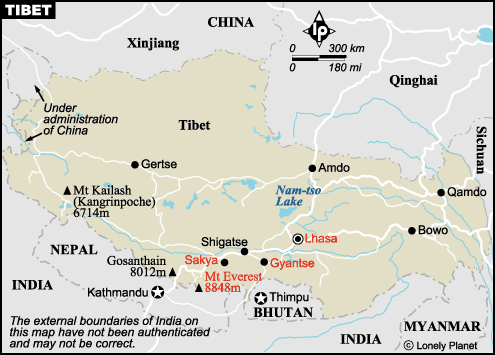 TIBET
CHINA
Xinjiang
lp
0 300 km
0 180 mi
Qinghai
Under
administration
of China
Tibet
Sichuan
Gertse
Amdo
Mt Kailash
(Kangrinpoche)
6714m
Nam-tso
Lake
Qamdo
Lhasa
Bowo
NEPAL
Shigatse
Gosanthain
8012m
Sakya
Gyantse
Mt Everest
8848m
INDIA
Kathmandu
Thimpu
BHUTAN
The external boundaries of India on
this map have not been authenticated
and may not be correct.
INDIA
MYANMAR
© Lonely Planet